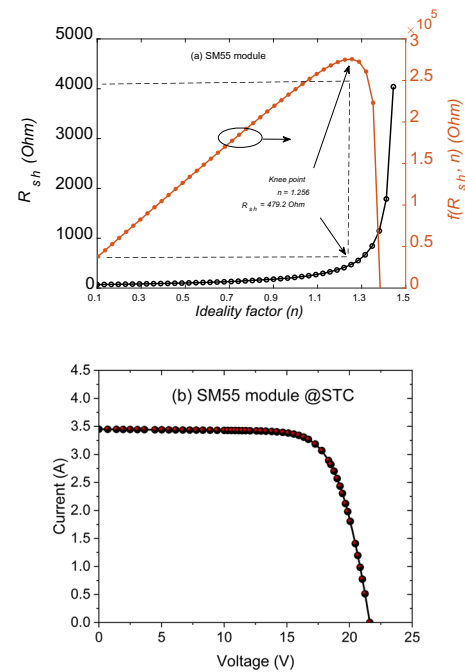 ×10^5
(a) SM55 module
5000
4000
3000
2000
1000
0
R_sh (Ohm)
3
2.5
2
1.5
1
0.5
0
f(R_sh, n) (Ohm)
Knee point
n = 1.256
R_sh = 479.2 Ohm
0.1 0.3 0.5 0.7 0.9 1.1 1.3 1.5
Ideality factor (n)
(b) SM55 module @STC
4.5
4.0
3.5
3.0
2.5
2.0
1.5
1.0
0.5
0.0
Current (A)
0 5 10 15 20 25
Voltage (V)